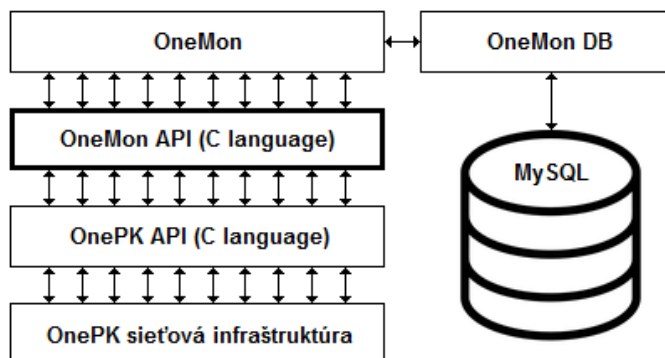 OneMon
OneMon DB
OneMon API (C language)
MySQL
OnePK API (C language)
OnePK sieťová infraštruktúra